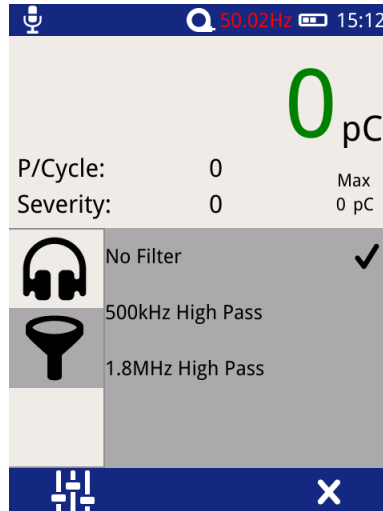 50.02Hz 15:12
0 pC
P/Cycle: 0
Max
Severity: 0
0 pC
No Filter
500kHz High Pass
1.8MHz High Pass